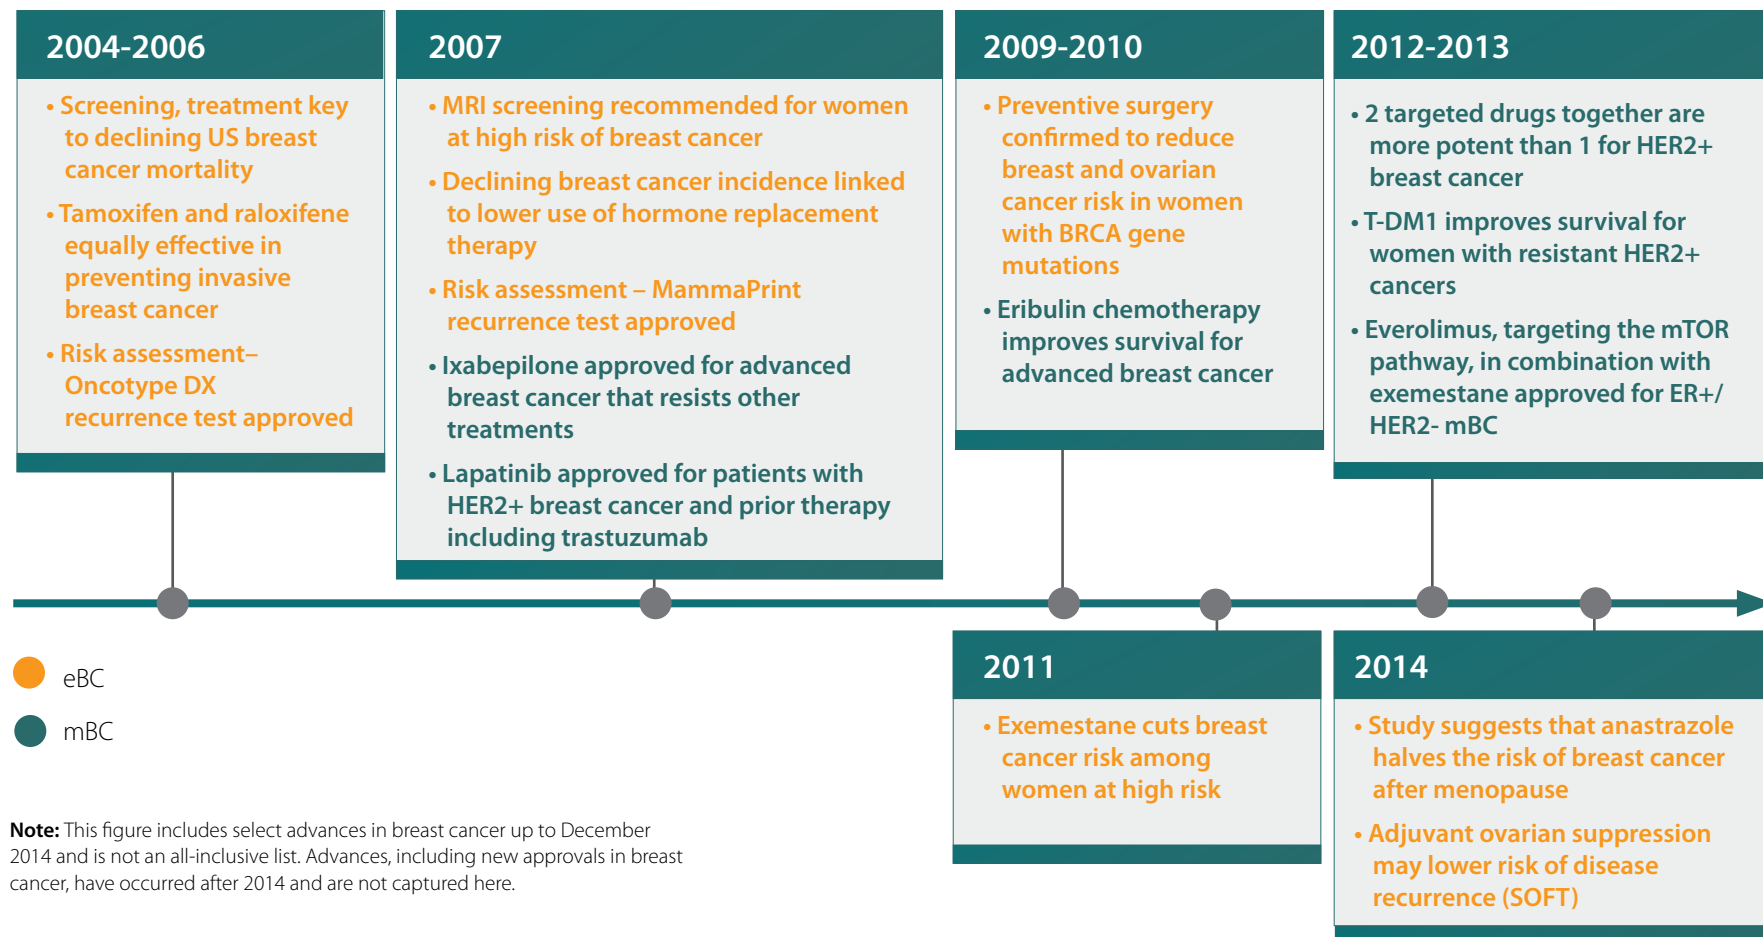 2004-2006
• Screening, treatment key
to declining US breast
cancer mortality
• Tamoxifen and raloxifene
equally effective in
preventing invasive
breast cancer
• Risk assessment–
Oncotype DX
recurrence test approved
2007
• MRI screening recommended for women
at high risk of breast cancer
• Declining breast cancer incidence linked
to lower use of hormone replacement
therapy
• Risk assessment – MammaPrint
recurrence test approved
• Ixabepilone approved for advanced
breast cancer that resists other
treatments
• Lapatinib approved for patients with
HER2+ breast cancer and prior therapy
including trastuzumab
2009-2010
• Preventive surgery
confirmed to reduce
breast and ovarian
cancer risk in women
with BRCA gene
mutations
• Eribulin chemotherapy
improves survival for
advanced breast cancer
2012-2013
• 2 targeted drugs together are
more potent than 1 for HER2+
breast cancer
• T-DM1 improves survival for
women with resistant HER2+
cancers
• Everolimus, targeting the mTOR
pathway, in combination with
exemestane approved for ER+/
HER2- mBC
eBC
mBC
2011
• Exemestane cuts breast
cancer risk among
women at high risk
2014
• Study suggests that anastrazole
halves the risk of breast cancer
after menopause
• Adjuvant ovarian suppression
may lower risk of disease
recurrence (SOFT)
Note: This figure includes select advances in breast cancer up to December
2014 and is not an all-inclusive list. Advances, including new approvals in breast
cancer, have occurred after 2014 and are not captured here.